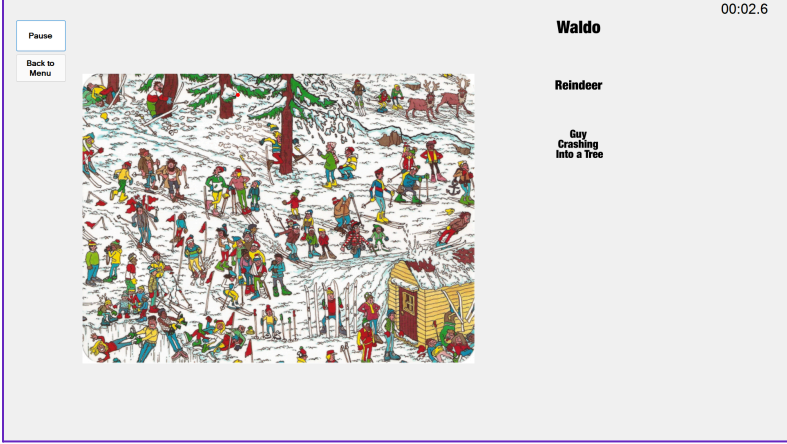 00:02.6
Pause
Waldo
Back to
Menu
Reindeer
Guy
Crashing
Into a Tree